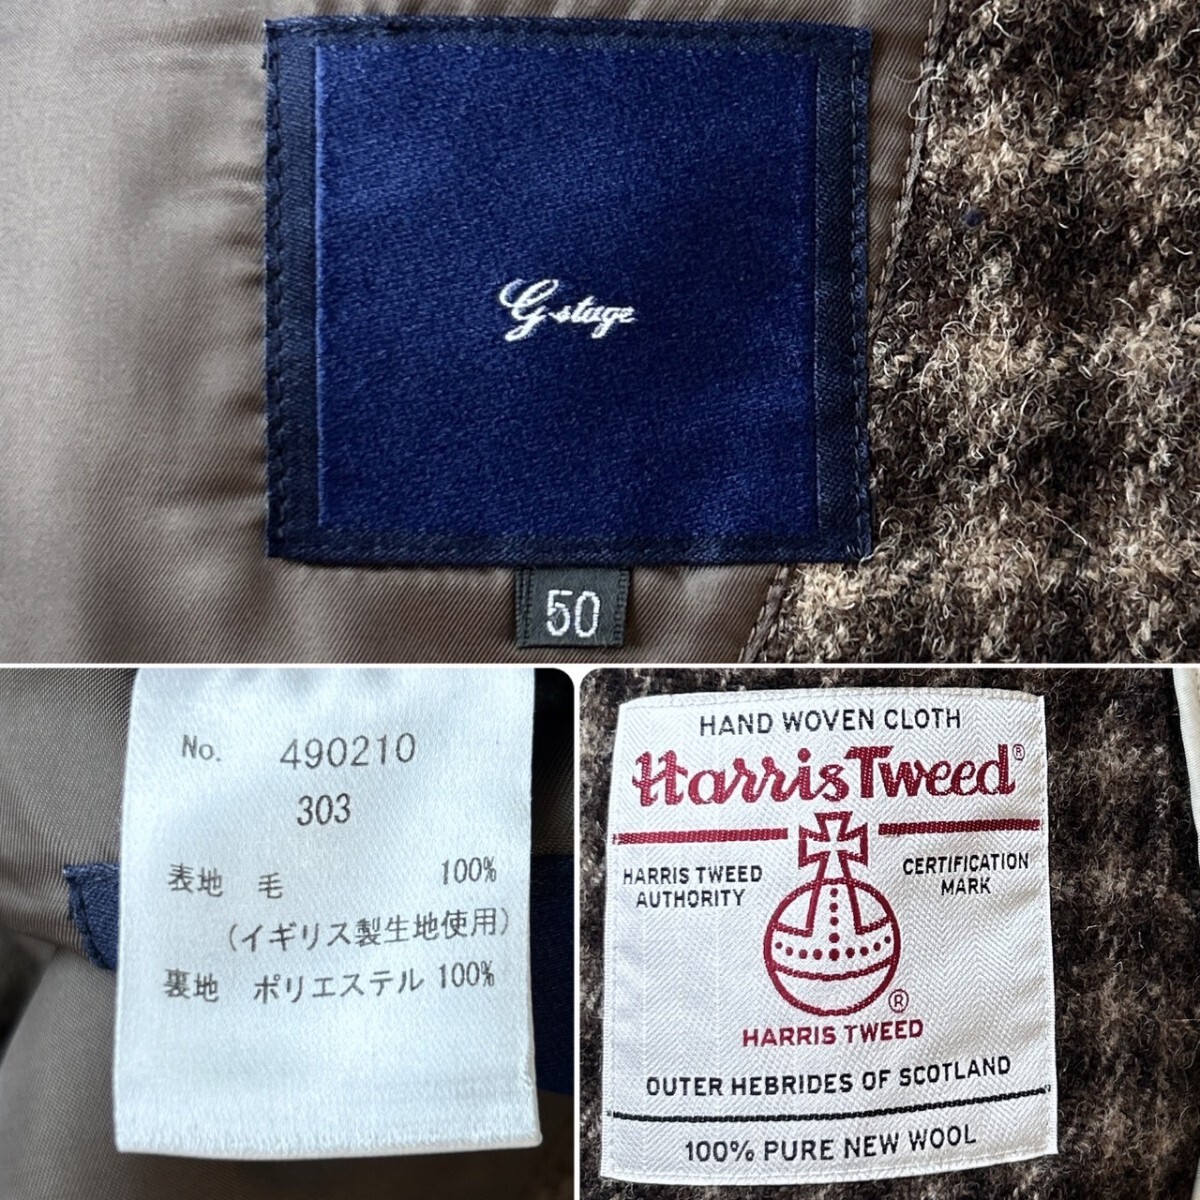 G-stage
50
No. 490210
303
表地 毛 100%
(イギリス製生地使用)
裏地 ポリエステル 100%
HAND WOVEN CLOTH
Harris Tweed®
HARRIS TWEED
AUTHORITY
CERTIFICATION
MARK
®
HARRIS TWEED
OUTER HEBRIDES OF SCOTLAND
100% PURE NEW WOOL